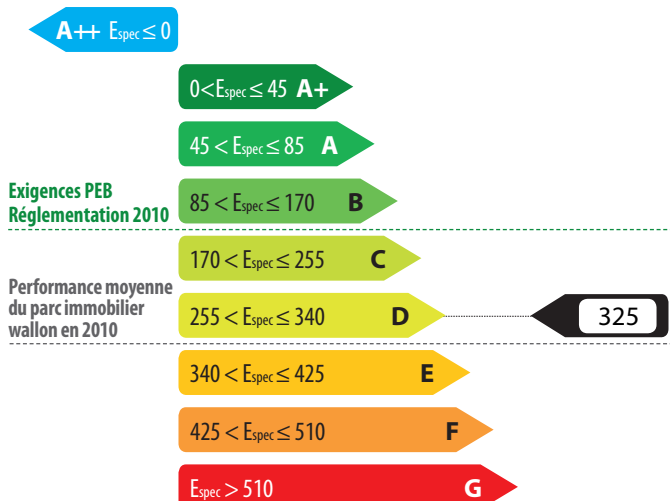 A++ Espec ≤ 0
0 < Espec ≤ 45 A+
45 < Espec ≤ 85 A
Exigences PEB
Réglementation 2010
85 < Espec ≤ 170 B
170 < Espec ≤ 255 C
Performance moyenne
du parc immobilier
wallon en 2010
255 < Espec ≤ 340 D
325
340 < Espec ≤ 425 E
425 < Espec ≤ 510 F
Espec > 510 G